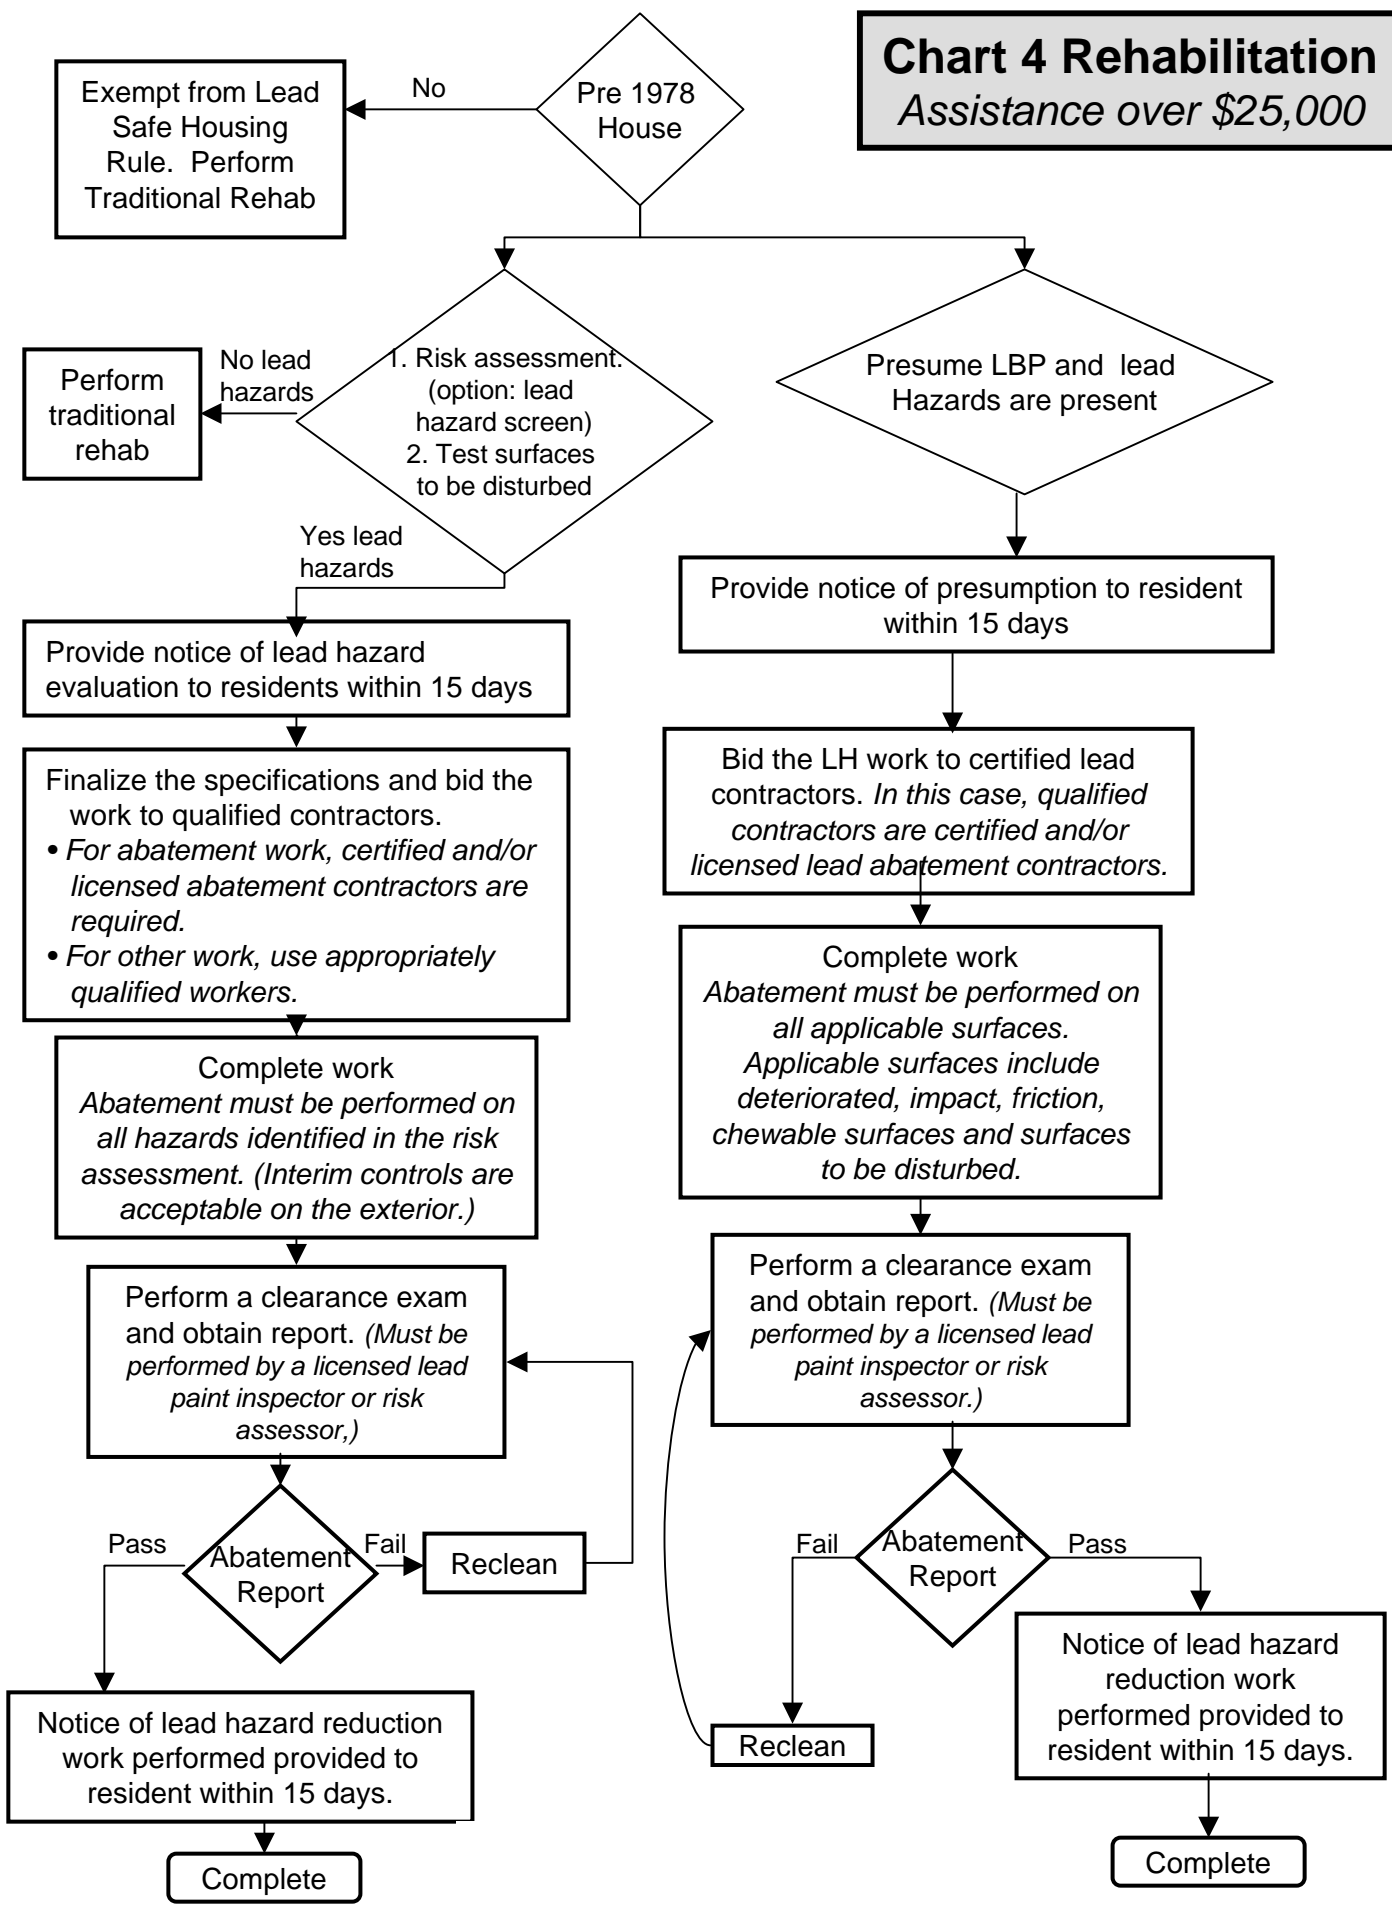 Chart 4 Rehabilitation
Assistance over $25,000
Pre 1978
House
No
Exempt from Lead
Safe Housing
Rule.  Perform
Traditional Rehab
1. Risk assessment.
(option: lead
hazard screen)
2. Test surfaces
to be disturbed
No lead
hazards
Perform
traditional
rehab
Yes lead
hazards
Provide notice of lead hazard
evaluation to residents within 15 days
Finalize the specifications and bid the
work to qualified contractors.
• For abatement work, certified and/or
licensed abatement contractors are
required.
• For other work, use appropriately
qualified workers.
Complete work
Abatement must be performed on
all hazards identified in the risk
assessment. (Interim controls are
acceptable on the exterior.)
Perform a clearance exam
and obtain report. (Must be
performed by a licensed lead
paint inspector or risk
assessor,)
Abatement
Report
Pass
Fail
Reclean
Notice of lead hazard reduction
work performed provided to
resident within 15 days.
Complete
Presume LBP and  lead
Hazards are present
Provide notice of presumption to resident
within 15 days
Bid the LH work to certified lead
contractors. In this case, qualified
contractors are certified and/or
licensed lead abatement contractors.
Complete work
Abatement must be performed on
all applicable surfaces.
Applicable surfaces include
deteriorated, impact, friction,
chewable surfaces and surfaces
to be disturbed.
Perform a clearance exam
and obtain report. (Must be
performed by a licensed lead
paint inspector or risk
assessor.)
Abatement
Report
Fail
Pass
Reclean
Notice of lead hazard
reduction work
performed provided to
resident within 15 days.
Complete